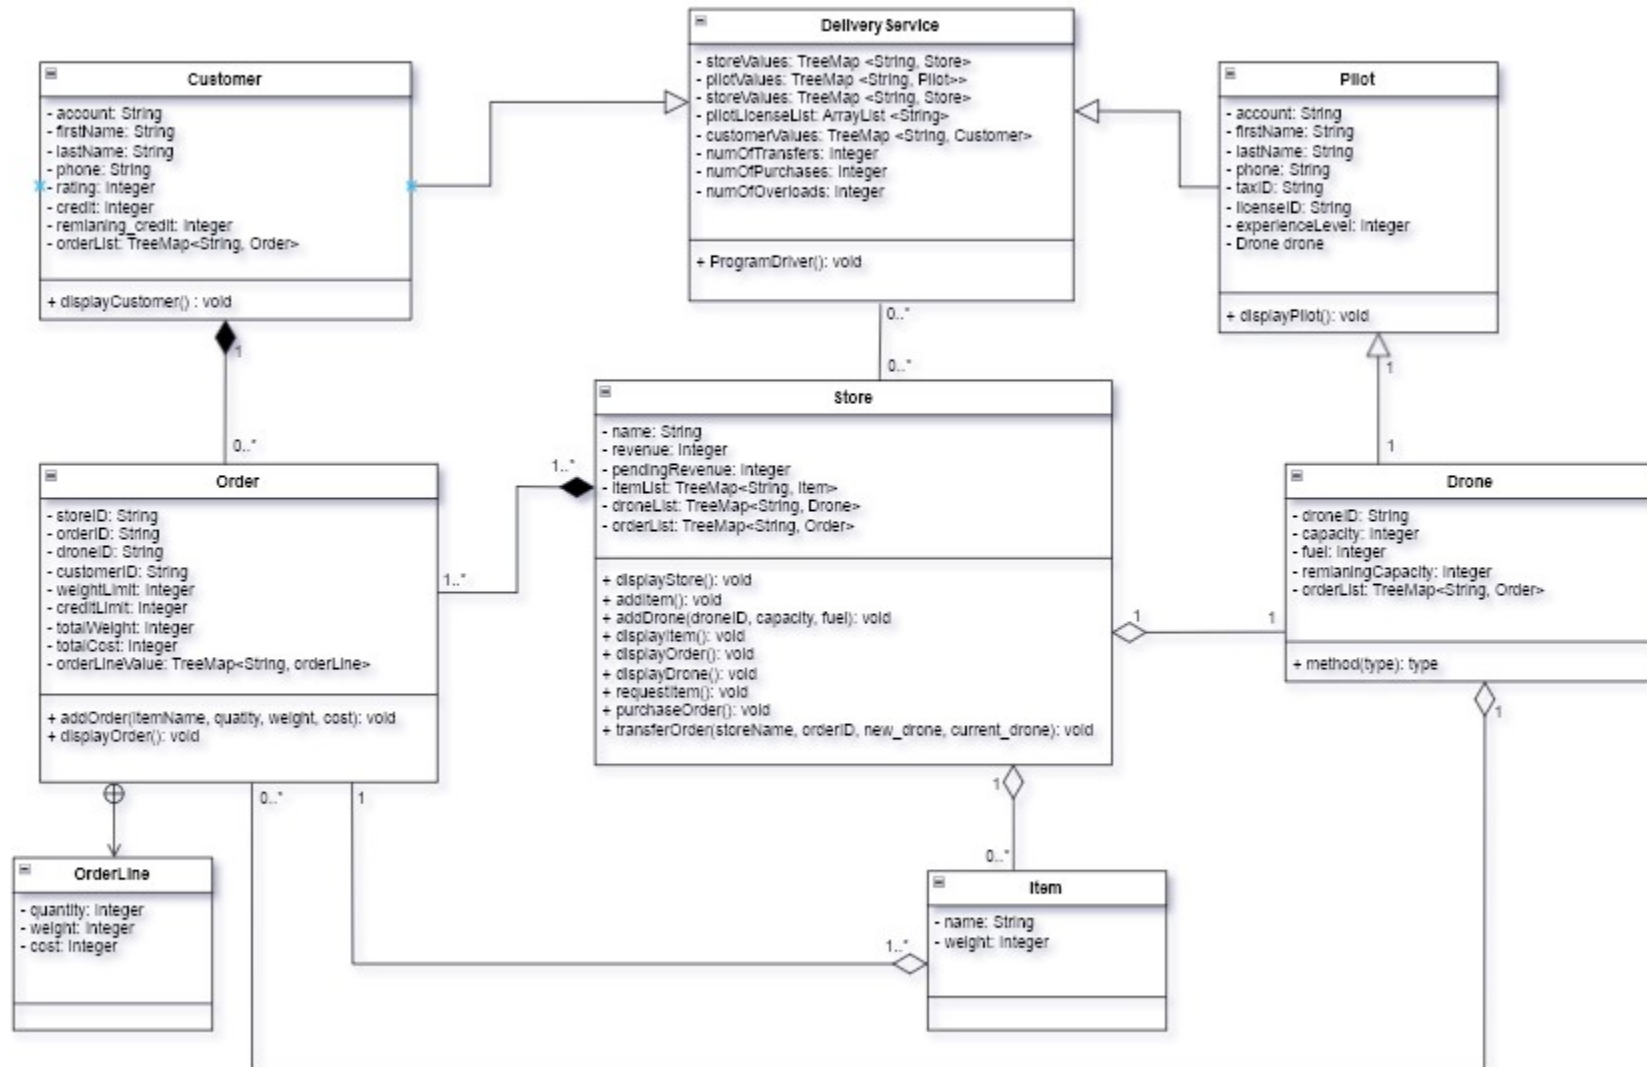 Delivery Service
- storeValues: TreeMap <String, Store>
- pilotValues: TreeMap <String, Pilot>>
- storeValues: TreeMap <String, Store>
- pilotLicenseList: ArrayList <String>
- customerValues: TreeMap <String, Customer>
- numOfTransfers: Integer
- numOfPurchases: Integer
- numOfOverloads: Integer
+ ProgramDriver(): void
Customer
- account: String
- firstName: String
- lastName: String
- phone: String
- rating: Integer
- credit: Integer
- remianing_credit: Integer
- orderList: TreeMap<String, Order>
+ displayCustomer() : void
Pilot
- account: String
- firstName: String
- lastName: String
- phone: String
- taxID: String
- licenseID: String
- experienceLevel: Integer
- Drone drone
+ displayPilot(): void
1
0..*
0..*
0..*
1
1
Store
- name: String
- revenue: Integer
- pendingRevenue: Integer
- itemList: TreeMap<String, Item>
- droneList: TreeMap<String, Drone>
- orderList: TreeMap<String, Order>
+ displayStore(): void
+ addItem(): void
+ addDrone(droneID, capacity, fuel): void
+ displayItem(): void
+ displayOrder(): void
+ displayDrone(): void
+ requestItem(): void
+ purchaseOrder(): void
+ transferOrder(storeName, orderID, new_drone, current_drone): void
Order
- storeID: String
- orderID: String
- droneID: String
- customerID: String
- weightLimit: Integer
- creditLimit: Integer
- totalWeight: Integer
- totalCost: Integer
- orderLineValue: TreeMap<String, orderLine>
+ addOrder(itemName, quatity, weight, cost): void
+ displayOrder(): void
1..*
1..*
Drone
- droneID: String
- capacity: Integer
- fuel: Integer
- remianingCapacity: Integer
- orderList: TreeMap<String, Order>
+ method(type): type
1
1
1
0..*
1
1
0..*
1..*
OrderLine
- quantity: Integer
- weight: Integer
- cost: Integer
Item
- name: String
- weight: Integer